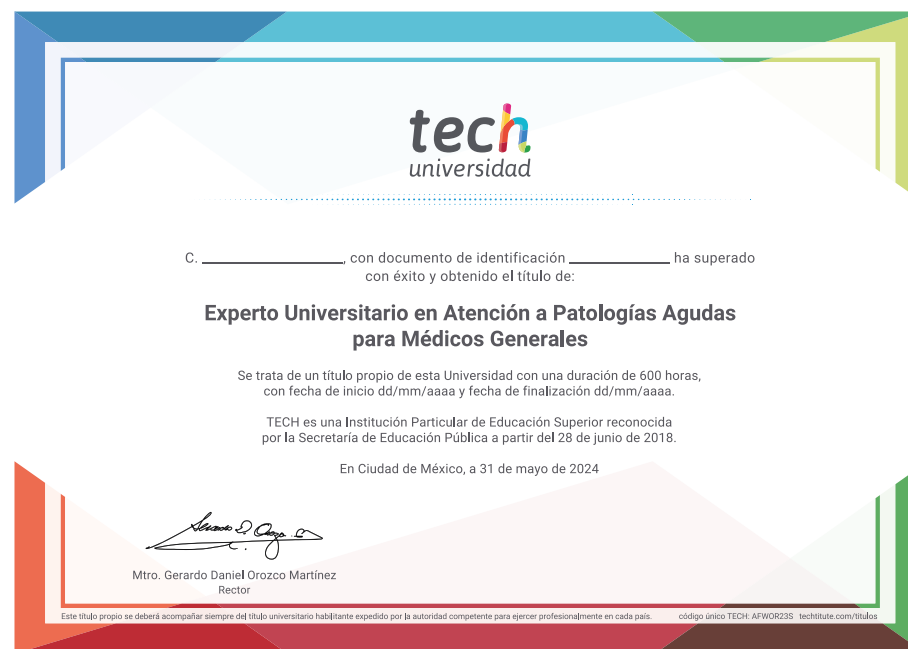 tech
universidad
C. ____________, con documento de identificación ____________ ha superado
con éxito y obtenido el título de:
Experto Universitario en Atención a Patologías Agudas
para Médicos Generales
Se trata de un título propio de esta Universidad con una duración de 600 horas,
con fecha de inicio dd/mm/aaaa y fecha de finalización dd/mm/aaaa.
TECH es una Institución Particular de Educación Superior reconocida
por la Secretaría de Educación Pública a partir del 28 de junio de 2018.
En Ciudad de México, a 31 de mayo de 2024
Mtro. Gerardo Daniel Orozco Martínez
Rector
Este título propio se deberá acompañar siempre del título universitario habilitante expedido por la autoridad competente para ejercer profesionalmente en cada país. código único TECH: AFWOR23S techtitute.com/titulos